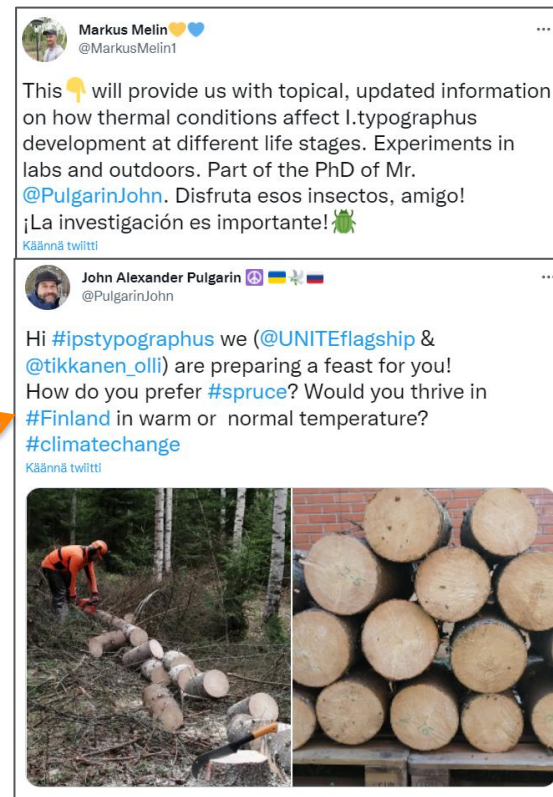 Markus Melin💛💙
@MarkusMelin1
This 👇 will provide us with topical, updated information
on how thermal conditions affect I.typographus
development at different life stages. Experiments in
labs and outdoors. Part of the PhD of Mr.
@PulgarinJohn. Disfruta esos insectos, amigo!
¡La investigación es importante!🪲
Käännä twiitti
John Alexander Pulgarin ☮️ 🇺🇦 🕊️ 🇷🇺
@PulgarinJohn
Hi #ipstypographus we (@UNITEflagship &
@tikkanen_olli) are preparing a feast for you!
How do you prefer #spruce? Would you thrive in
#Finland in warm or normal temperature?
#climatechange
Käännä twiitti